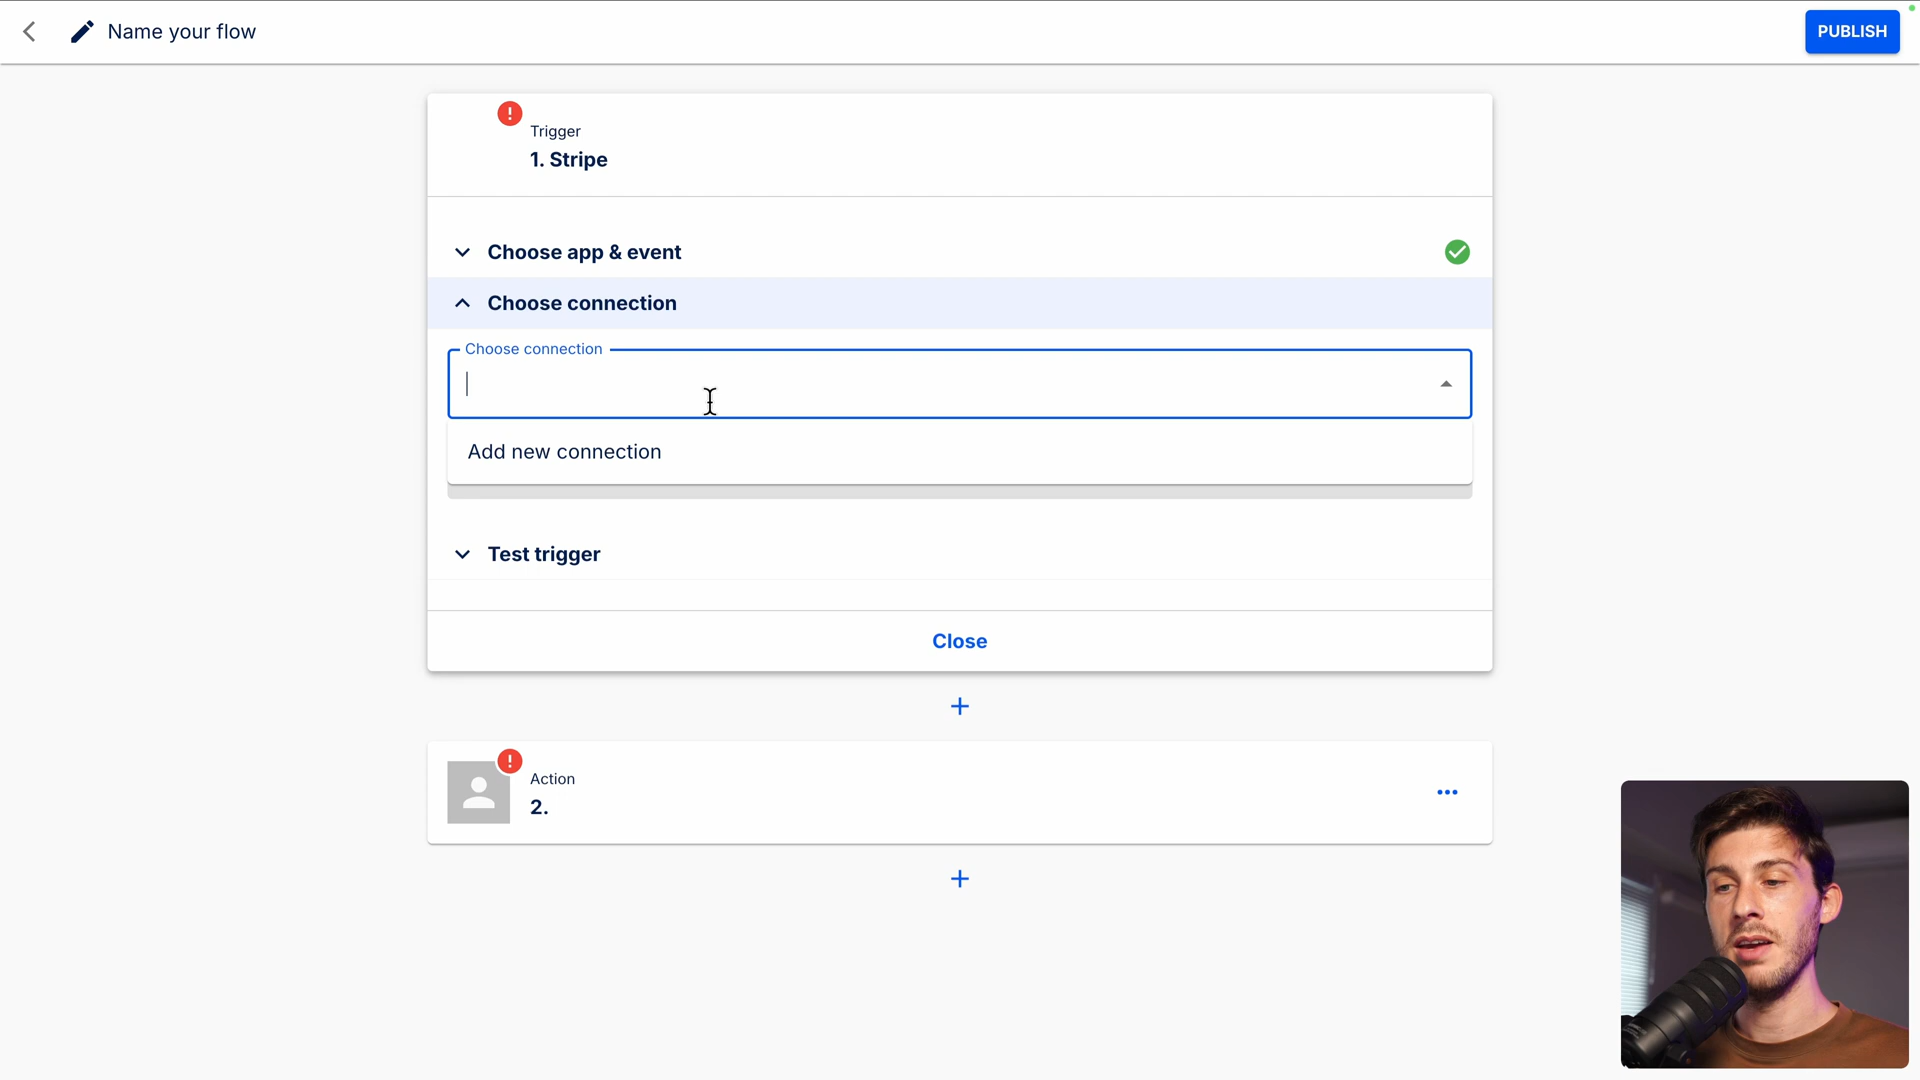 Name your flow
PUBLISH
Trigger
1. Stripe
Choose app & event
Choose connection
Choose connection
Add new connection
Test trigger
Close
Action
2.